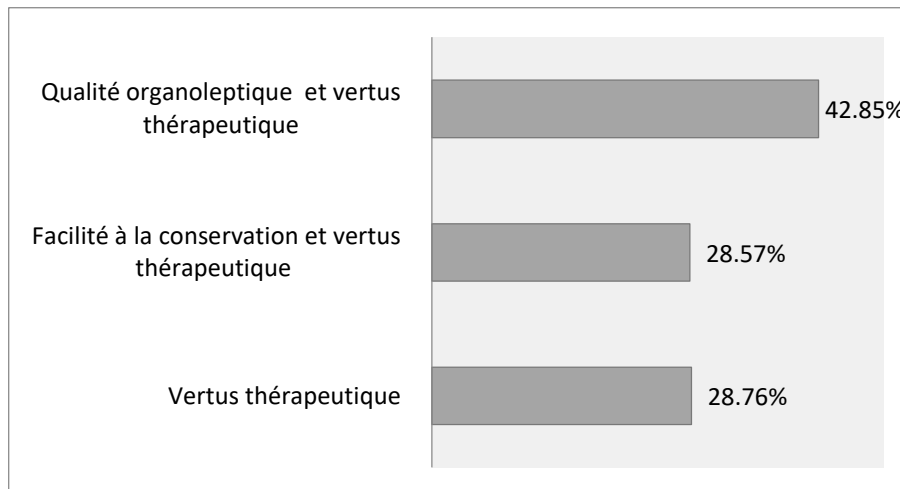 Qualité organoleptique et vertus
thérapeutique
42.85%
Facilité à la conservation et vertus
thérapeutique
28.57%
Vertus thérapeutique
28.76%